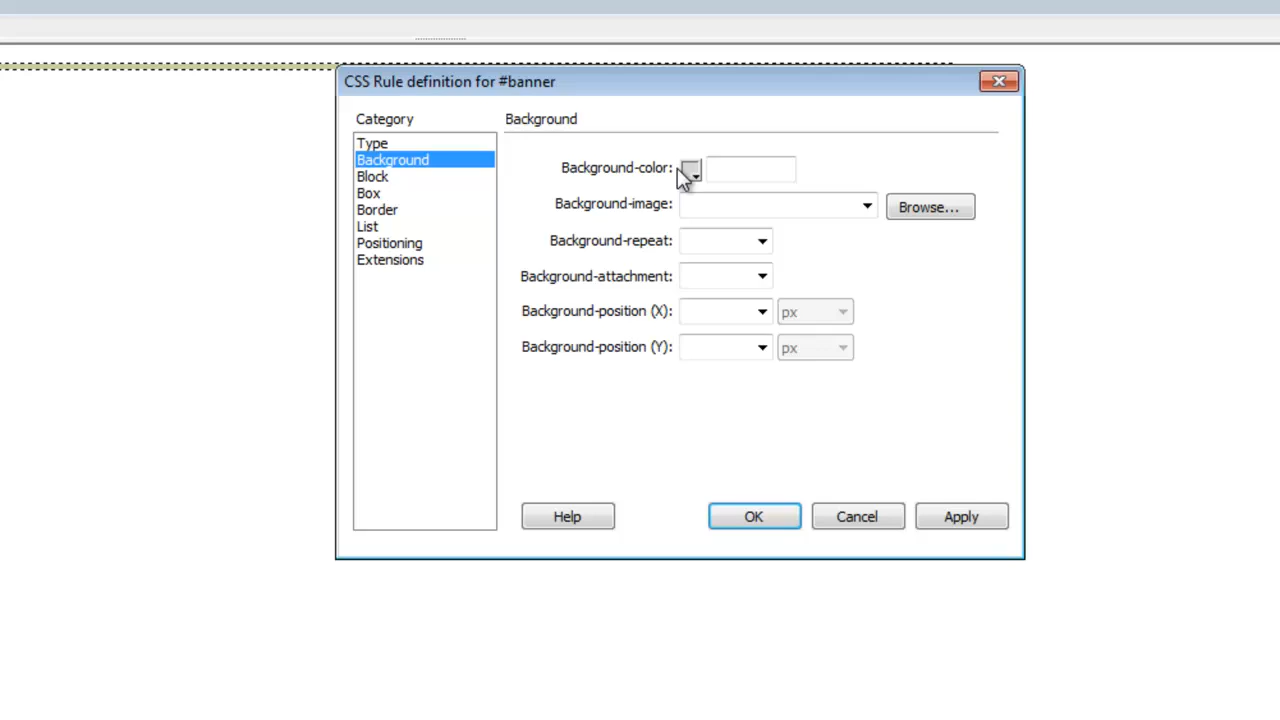 CSS Rule definition for #banner
Category
Background
Type
Background
Block
Box
Border
List
Positioning
Extensions
Background-color:
Background-image:
Browse...
Background-repeat:
Background-attachment:
Background-position (X):
px
Background-position (Y):
px
Help
OK
Cancel
Apply